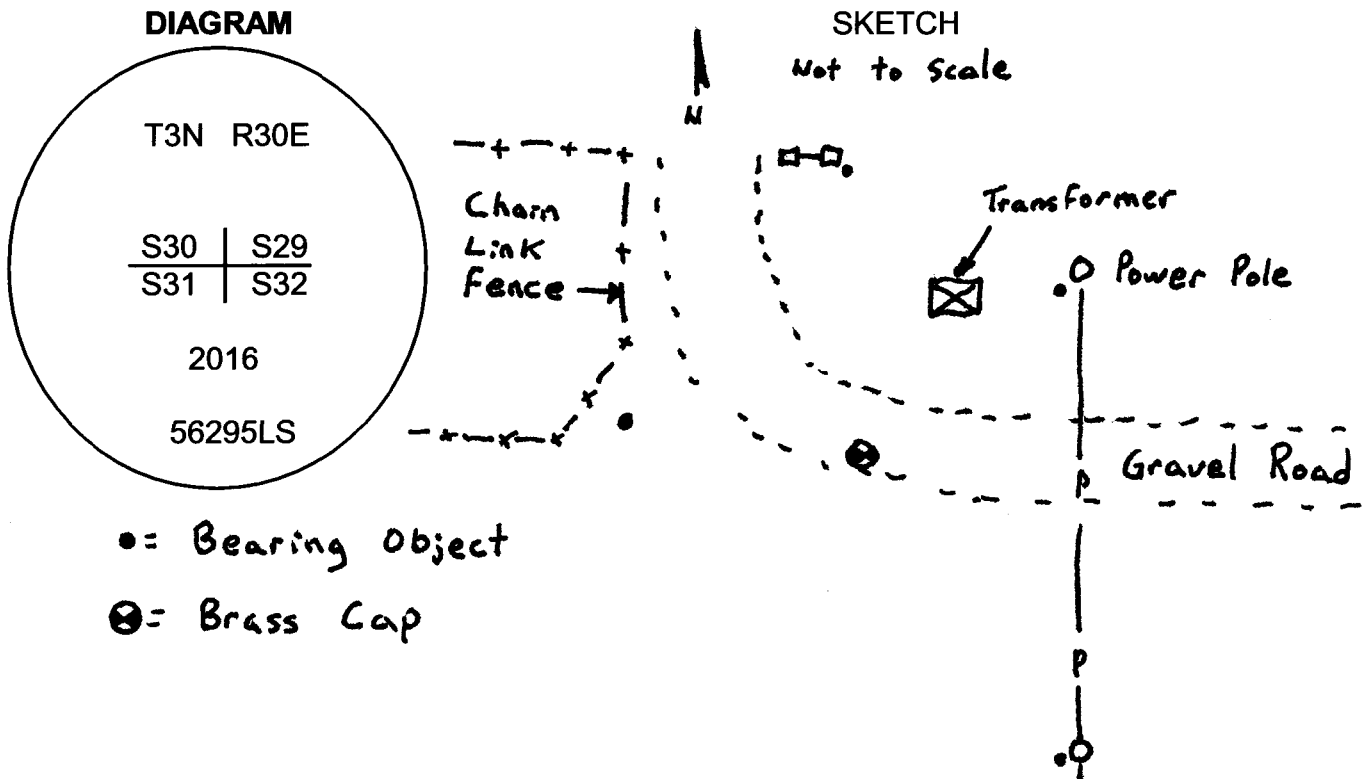 DIAGRAM
T3N R30E
S30 S29
S31 S32
2016
56295LS
SKETCH
Not to Scale
N
Chain
Link
Fence
Transformer
Power Pole
Gravel Road
P
P
•= Bearing Object
= Brass Cap